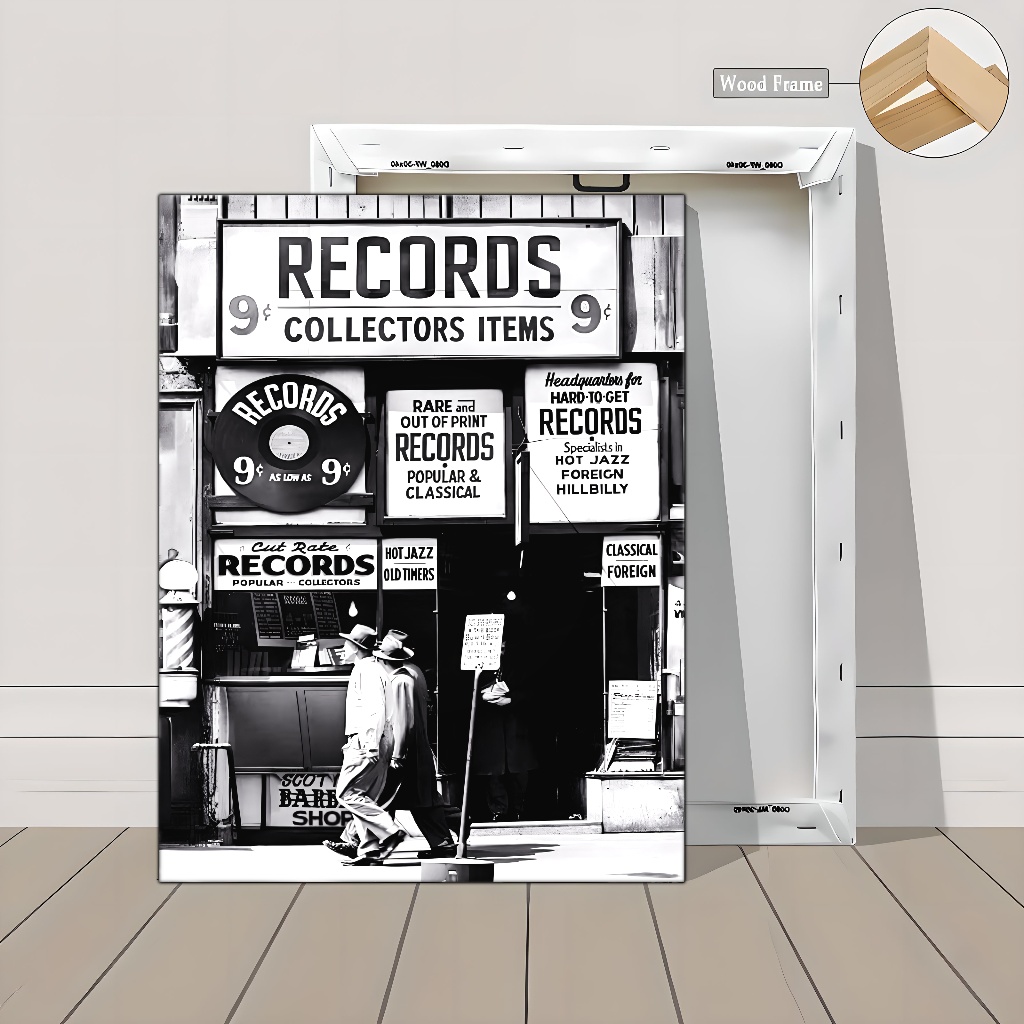 Wood Frame
RECORDS
9¢ 9¢
COLLECTORS ITEMS
RECORDS
9¢ AS LOW AS 9¢
RARE and
OUT OF PRINT
RECORDS
POPULAR &
CLASSICAL
Headquarters for
HARD-TO-GET
RECORDS
Specialists in
HOT JAZZ
FOREIGN
HILLBILLY
Cut Rate
RECORDS
POPULAR -- COLLECTORS
HOT JAZZ
OLD TIMERS
CLASSICAL
FOREIGN
SHOP